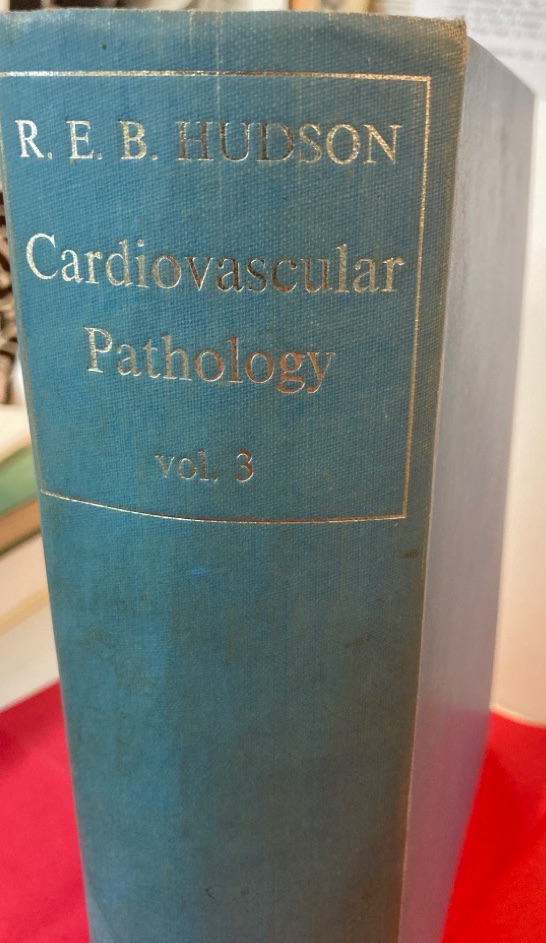 R. E. B. HUDSON
Cardiovascular
Pathology
vol. 3